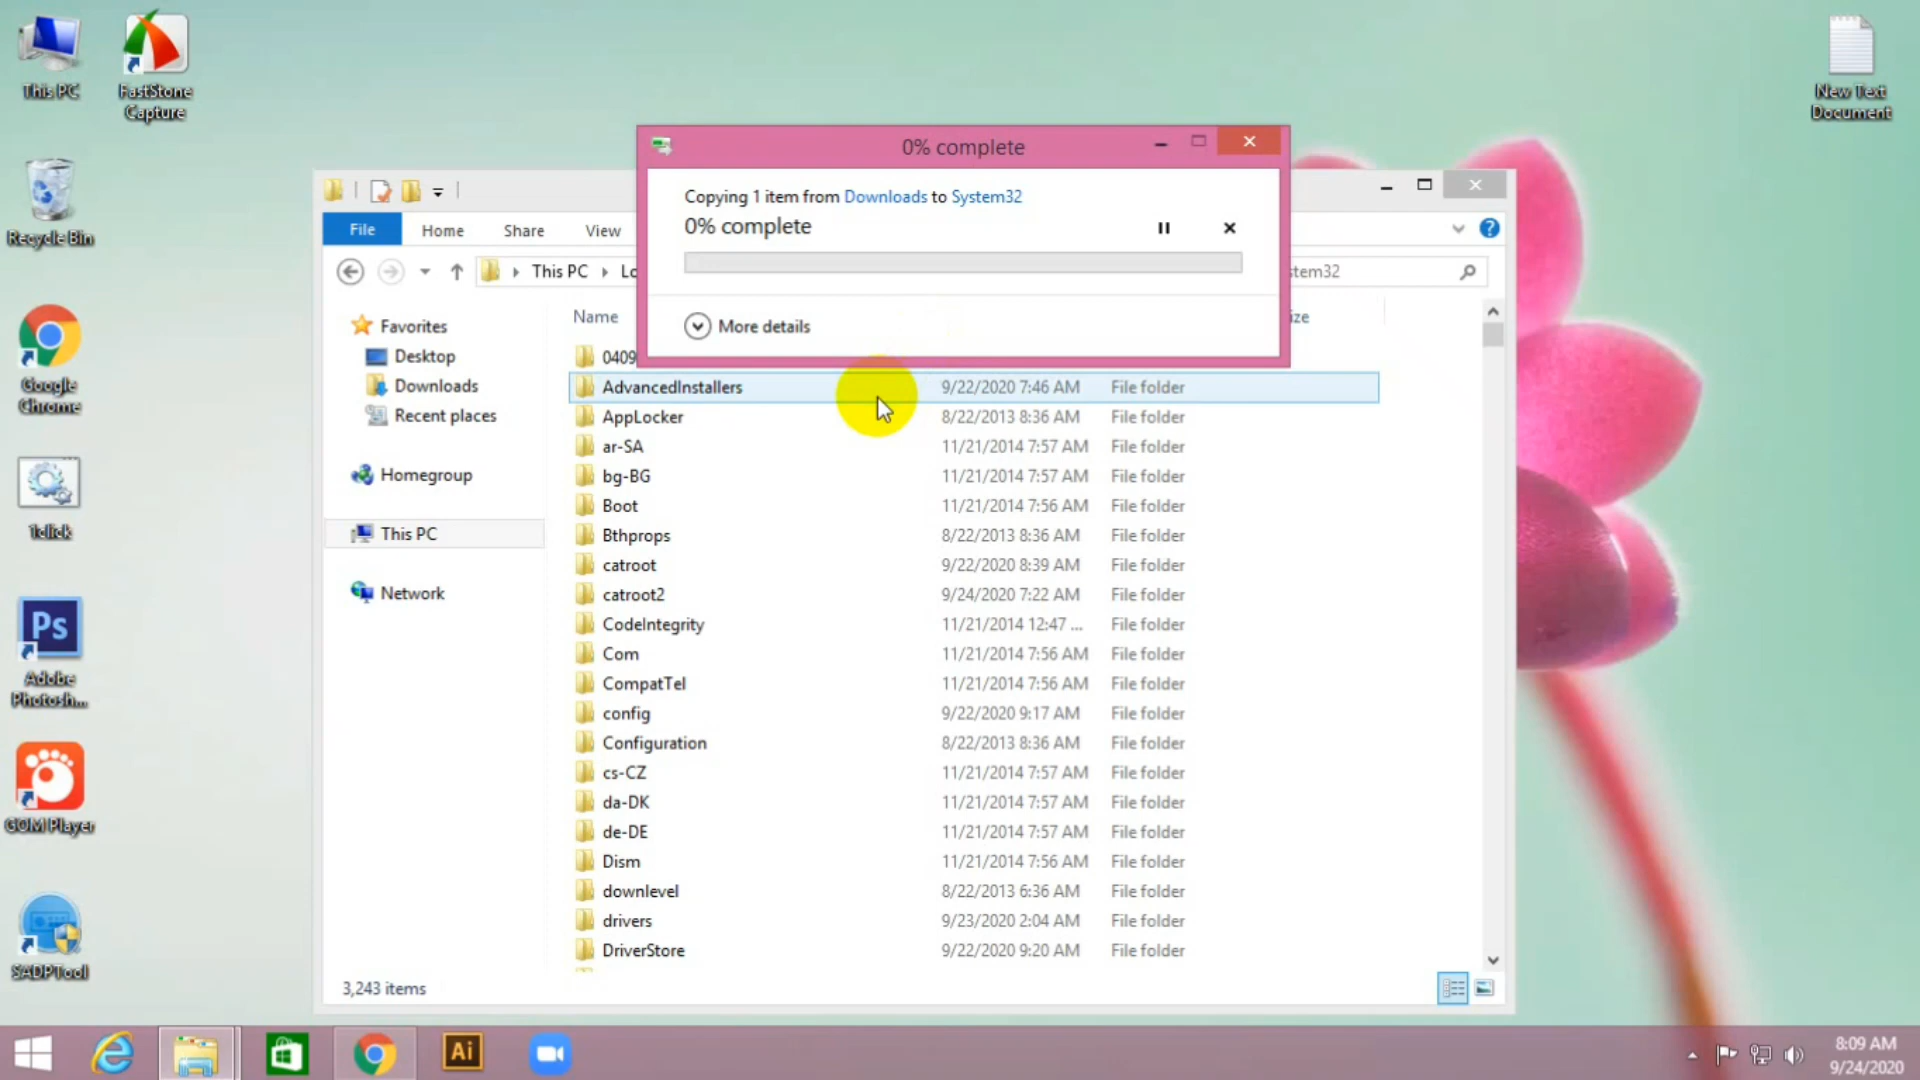 This PC
FastStone
Capture
New Text
Document
Recycle Bin
Google
Chrome
1click
Ps
Adobe
Photosh...
GOM Player
SADPTool
0% complete
Copying 1 item from Downloads to System32
0% complete
More details
File
Home
Share
View
This PC
Lo
stem32
Favorites
Desktop
Downloads
Recent places
Homegroup
This PC
Network
Name
ize
0409
AdvancedInstallers 9/22/2020 7:46 AM File folder
AppLocker 8/22/2013 8:36 AM File folder
ar-SA 11/21/2014 7:57 AM File folder
bg-BG 11/21/2014 7:57 AM File folder
Boot 11/21/2014 7:56 AM File folder
Bthprops 8/22/2013 8:36 AM File folder
catroot 9/22/2020 8:39 AM File folder
catroot2 9/24/2020 7:22 AM File folder
CodeIntegrity 11/21/2014 12:47 ... File folder
Com 11/21/2014 7:56 AM File folder
CompatTel 11/21/2014 7:56 AM File folder
config 9/22/2020 9:17 AM File folder
Configuration 8/22/2013 8:36 AM File folder
cs-CZ 11/21/2014 7:57 AM File folder
da-DK 11/21/2014 7:57 AM File folder
de-DE 11/21/2014 7:57 AM File folder
Dism 11/21/2014 7:56 AM File folder
downlevel 8/22/2013 6:36 AM File folder
drivers 9/23/2020 2:04 AM File folder
DriverStore 9/22/2020 9:20 AM File folder
3,243 items
Ai
8:09 AM
9/24/2020